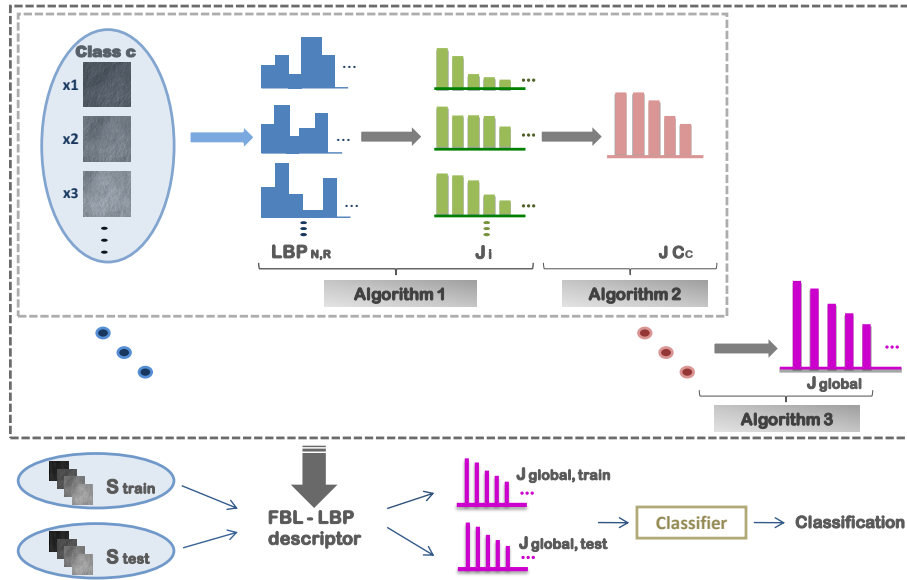 Class c
x1
x2
x3
LBP N,R
J i
J C C
Algorithm 1
Algorithm 2
J global
Algorithm 3
S train
S test
FBL - LBP
descriptor
J global, train
J global, test
Classifier
Classification